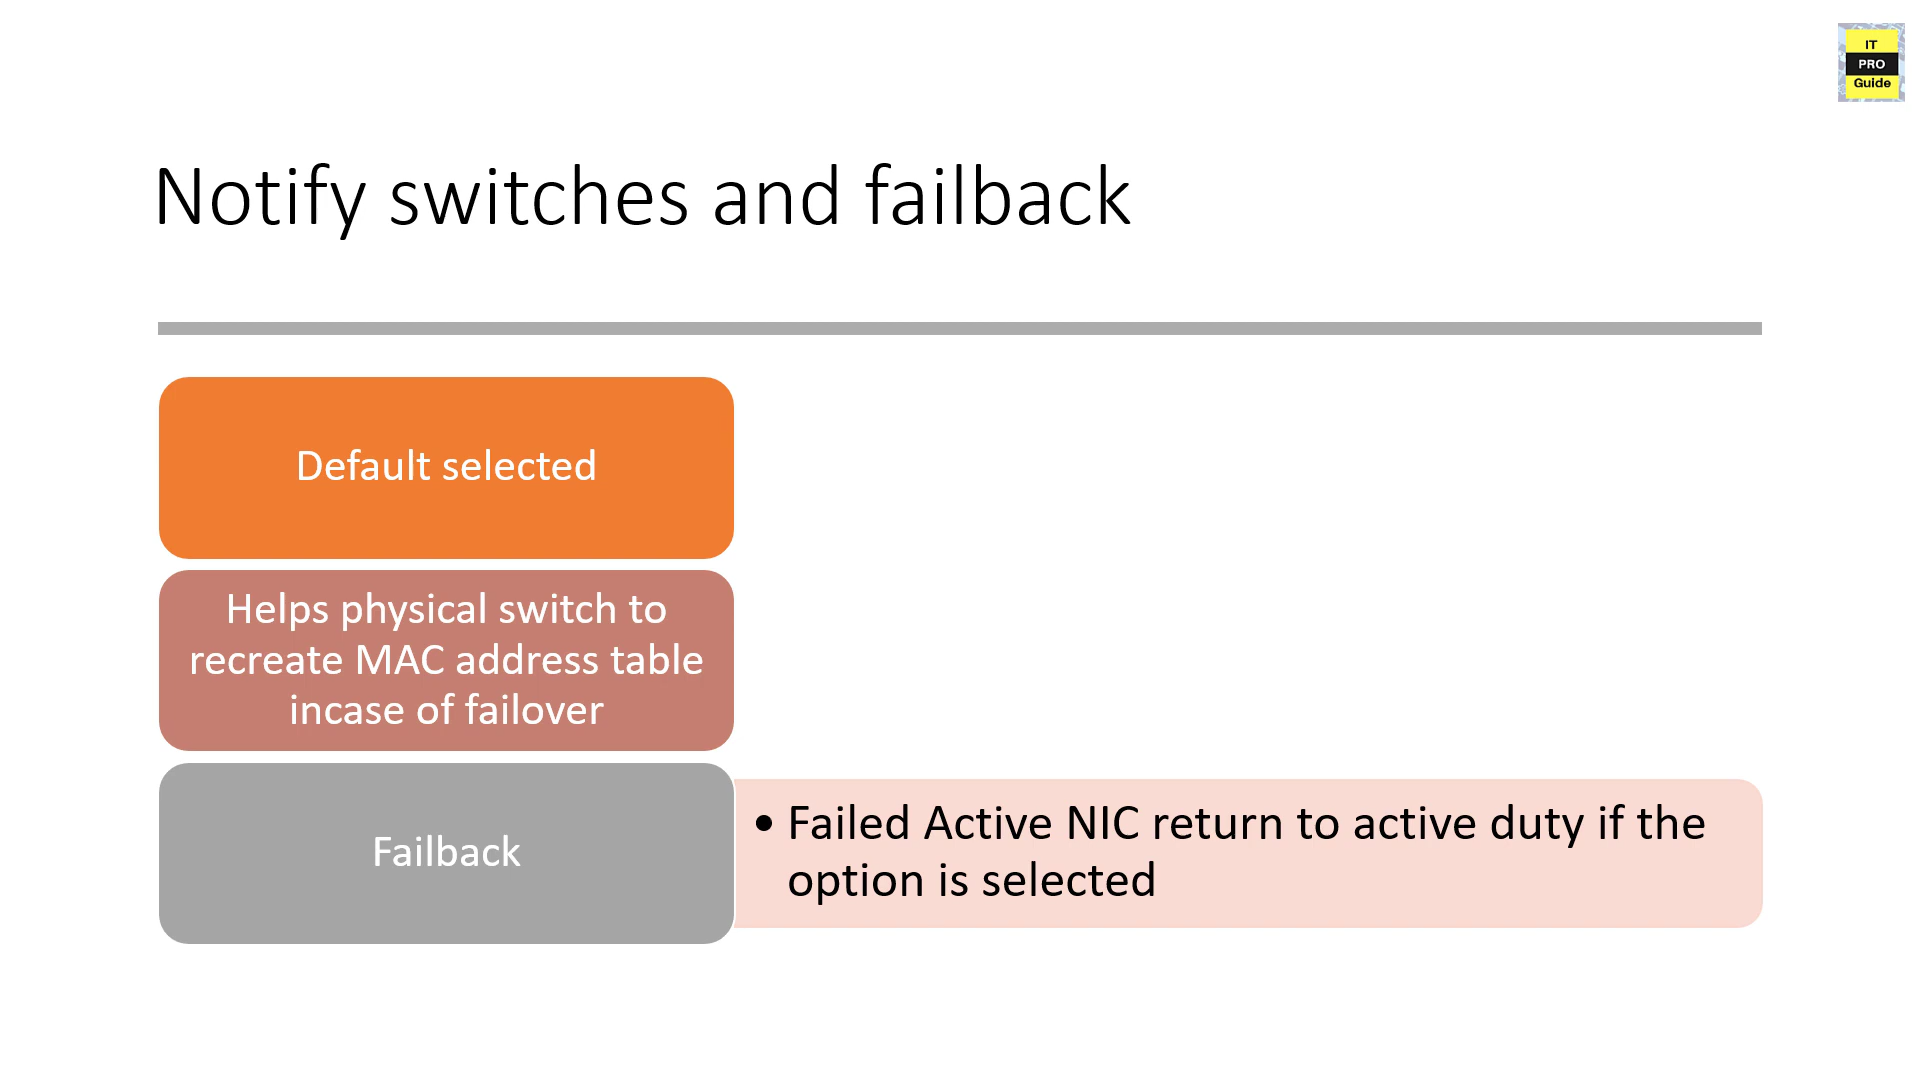 IT
PRO
Guide
Notify switches and failback
Default selected
Helps physical switch to
recreate MAC address table
incase of failover
Failback
• Failed Active NIC return to active duty if the
option is selected